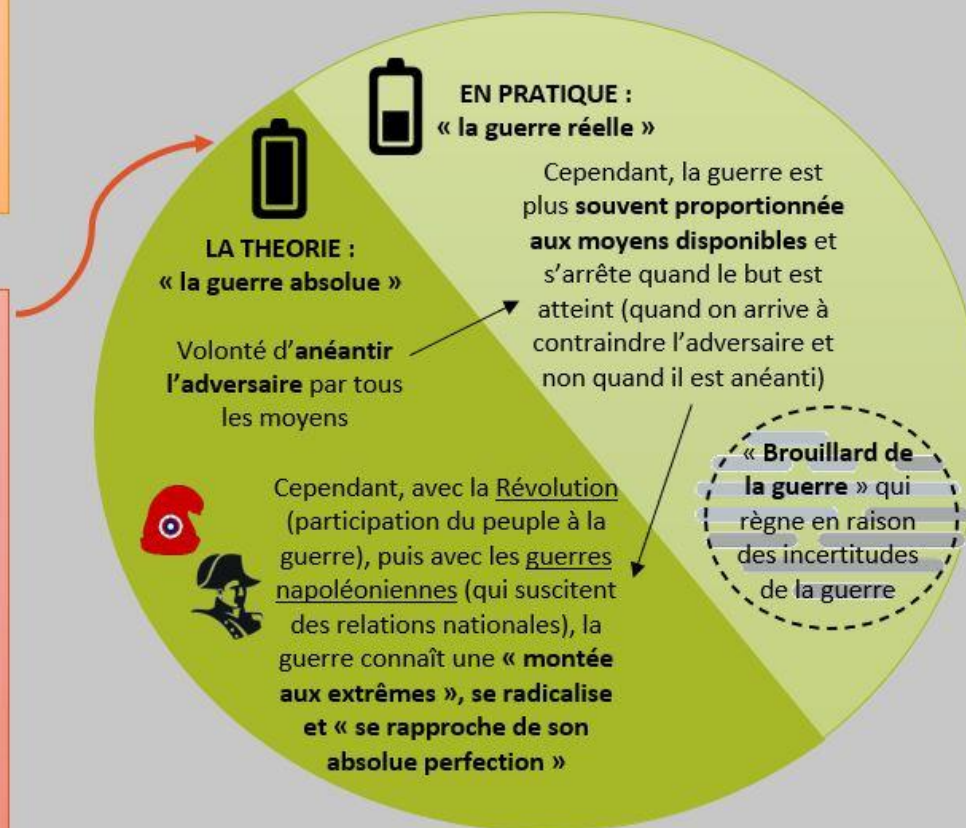 LA THEORIE :
« la guerre absolue »
Volonté d’anéantir
l’adversaire par tous
les moyens
EN PRATIQUE :
« la guerre réelle »
Cependant, la guerre est
plus souvent proportionnée
aux moyens disponibles et
s’arrête quand le but est
atteint (quand on arrive à
contraindre l’adversaire et
non quand il est anéanti)
Cependant, avec la Révolution
(participation du peuple à la
guerre), puis avec les guerres
napoléoniennes (qui suscitent
des relations nationales), la
guerre connaît une « montée
aux extrêmes », se radicalise
et « se rapproche de son
absolue perfection »
« Brouillard de
la guerre » qui
règne en raison
des incertitudes
de la guerre